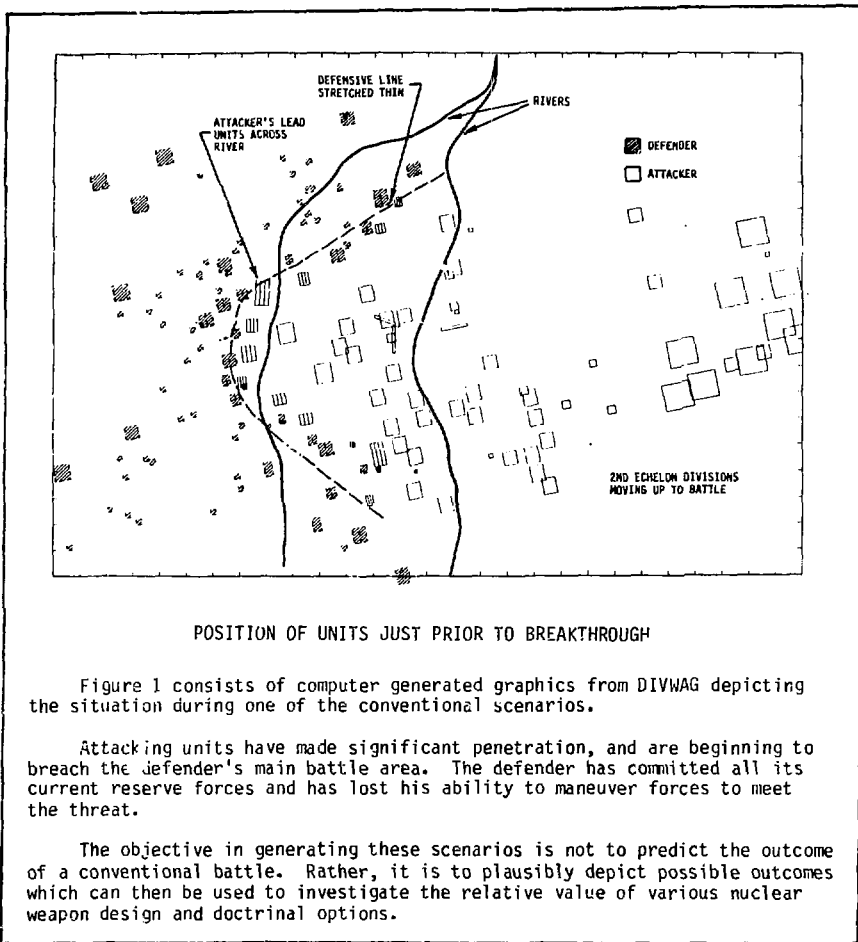 DEFENSIVE LINE
STRETCHED THIN
RIVERS
ATTACKER'S LEAD
UNITS ACROSS
RIVER
DEFENDER
ATTACKER
2ND ECHELON DIVISIONS
MOVING UP TO BATTLE
POSITION OF UNITS JUST PRIOR TO BREAKTHROUGH
Figure 1 consists of computer generated graphics from DIVWAG depicting
the situation during one of the conventional scenarios.
Attacking units have made significant penetration, and are beginning to
breach the defender's main battle area. The defender has committed all its
current reserve forces and has lost his ability to maneuver forces to meet
the threat.
The objective in generating these scenarios is not to predict the outcome
of a conventional battle. Rather, it is to plausibly depict possible outcomes
which can then be used to investigate the relative value of various nuclear
weapon design and doctrinal options.